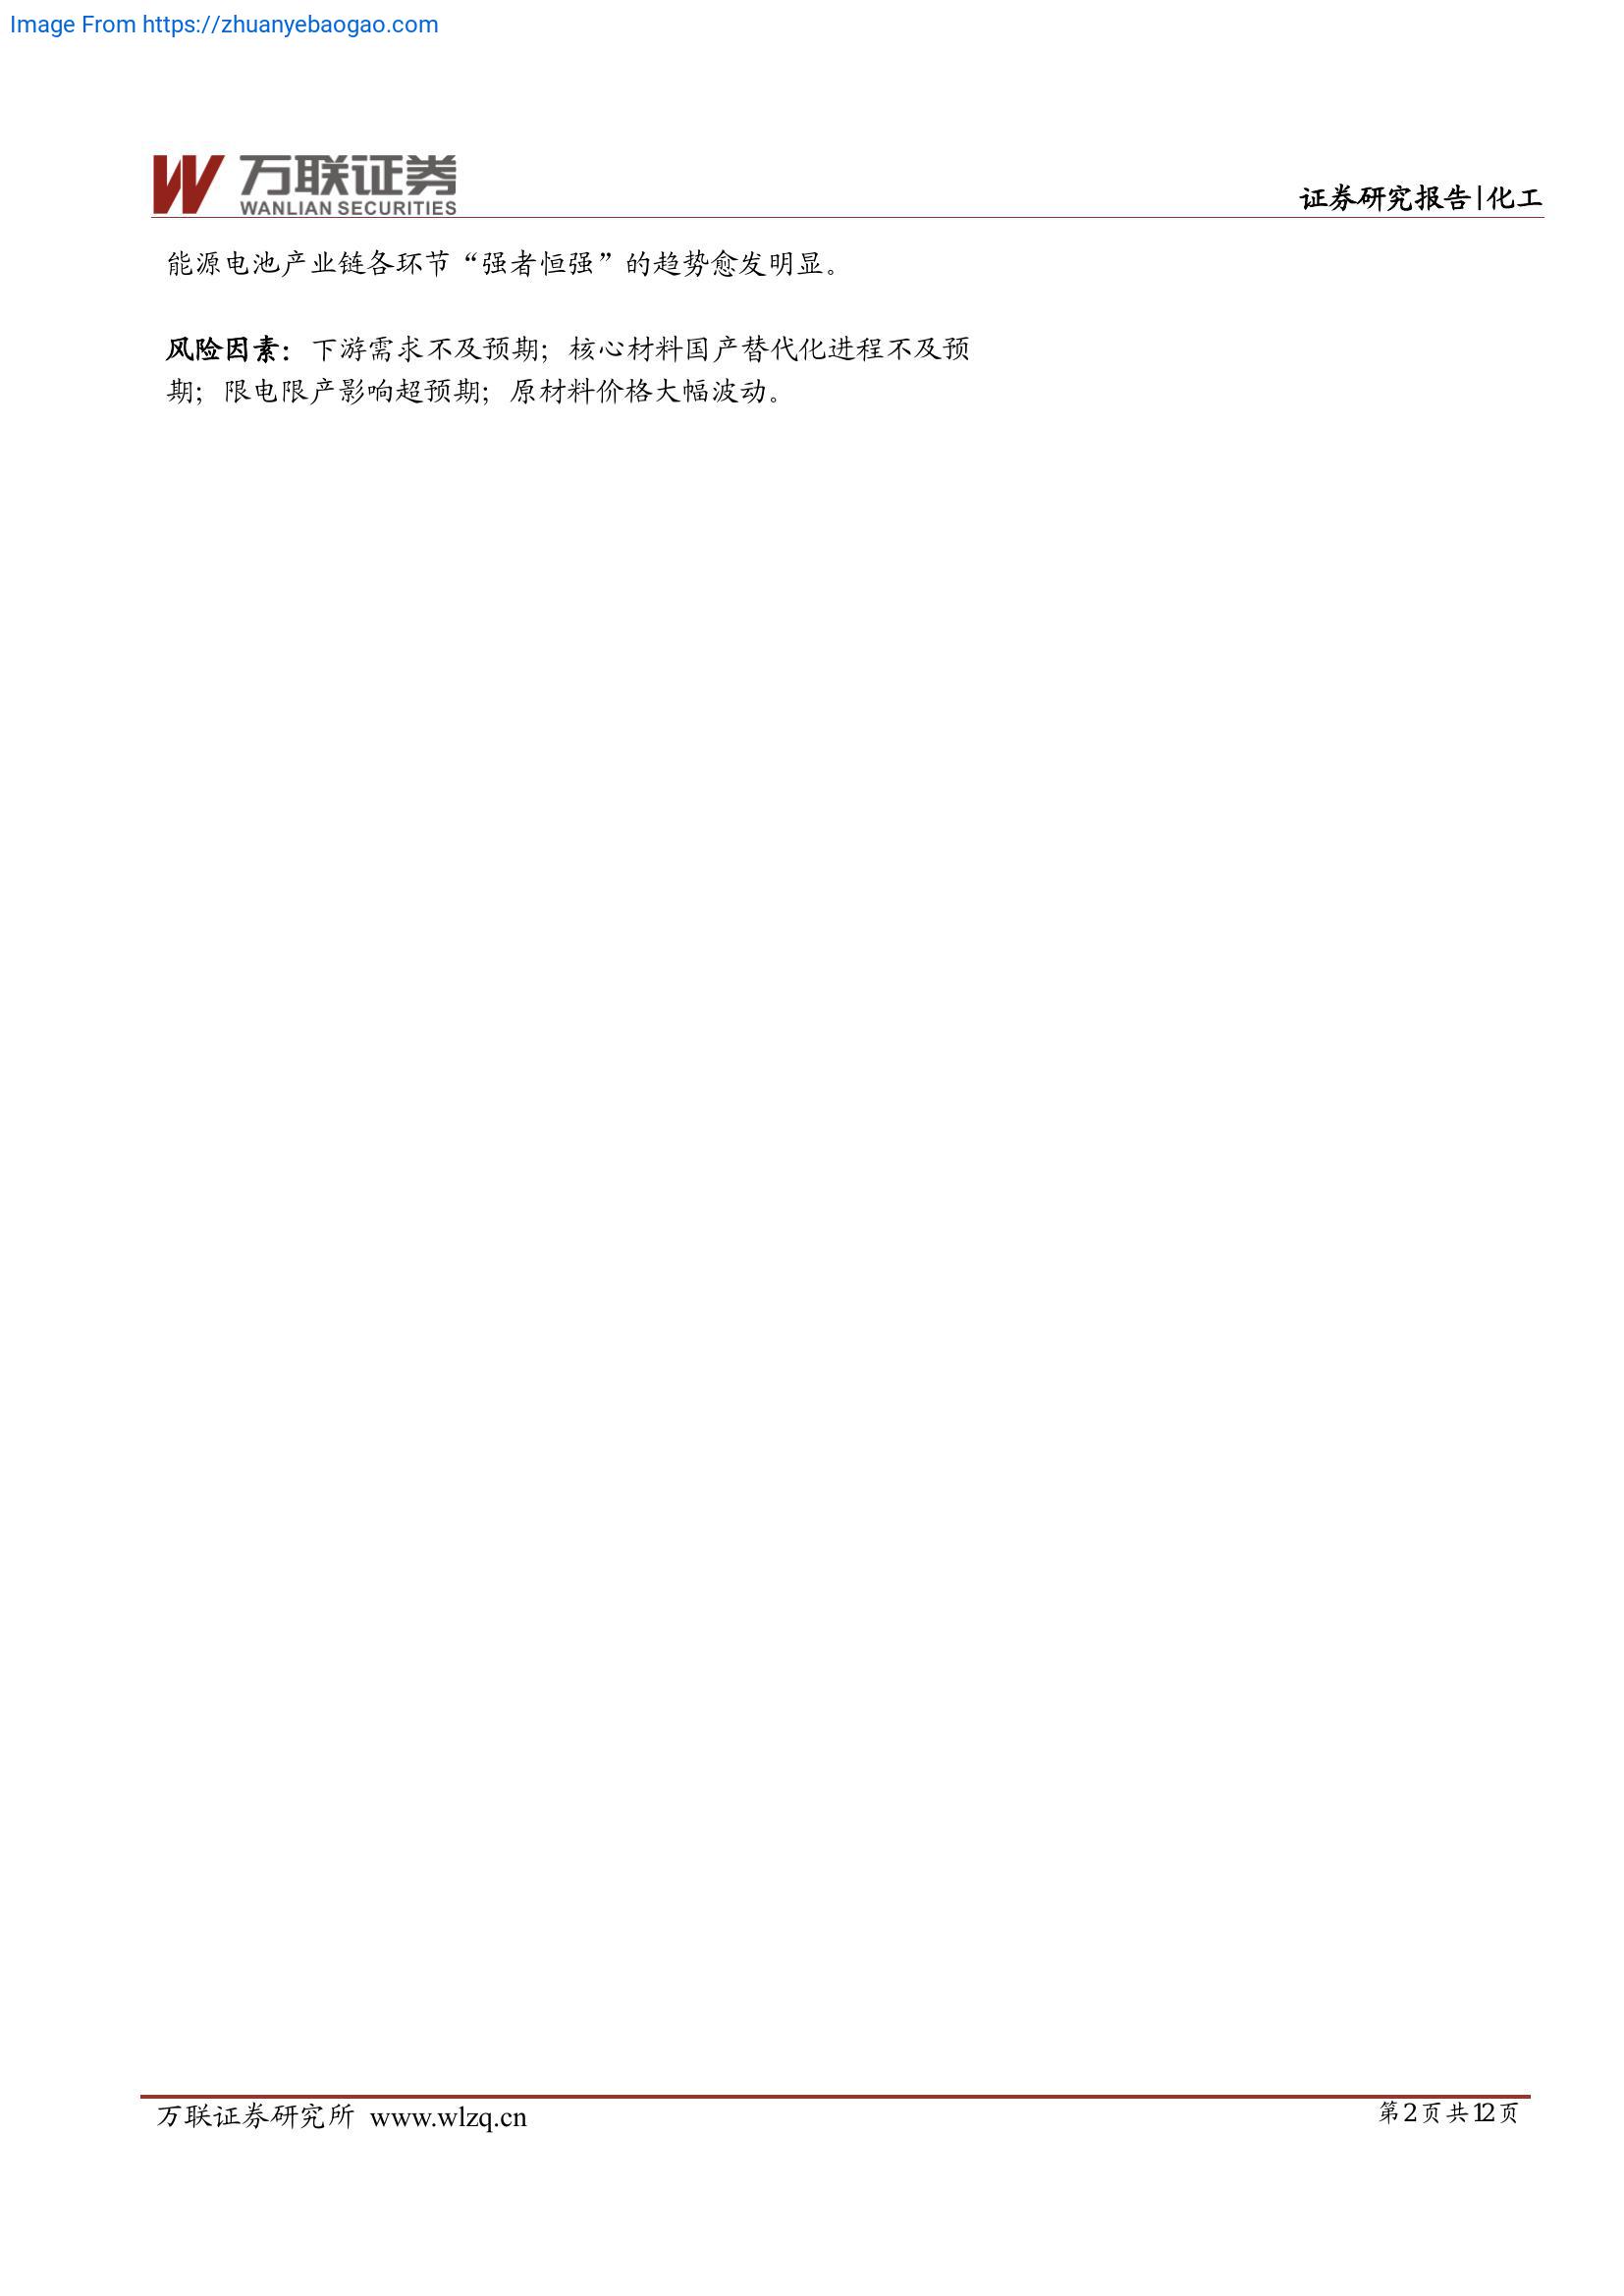 Image From https://zhuanyebaogao.com
万联证券
WANLIAN SECURITIES
证券研究报告|化工
能源电池产业链各环节“强者恒强”的趋势愈发明显。
风险因素：下游需求不及预期；核心材料国产替代化进程不及预
期；限电限产影响超预期；原材料价格大幅波动。
万联证券研究所 www.wlzq.cn
第2页共12页